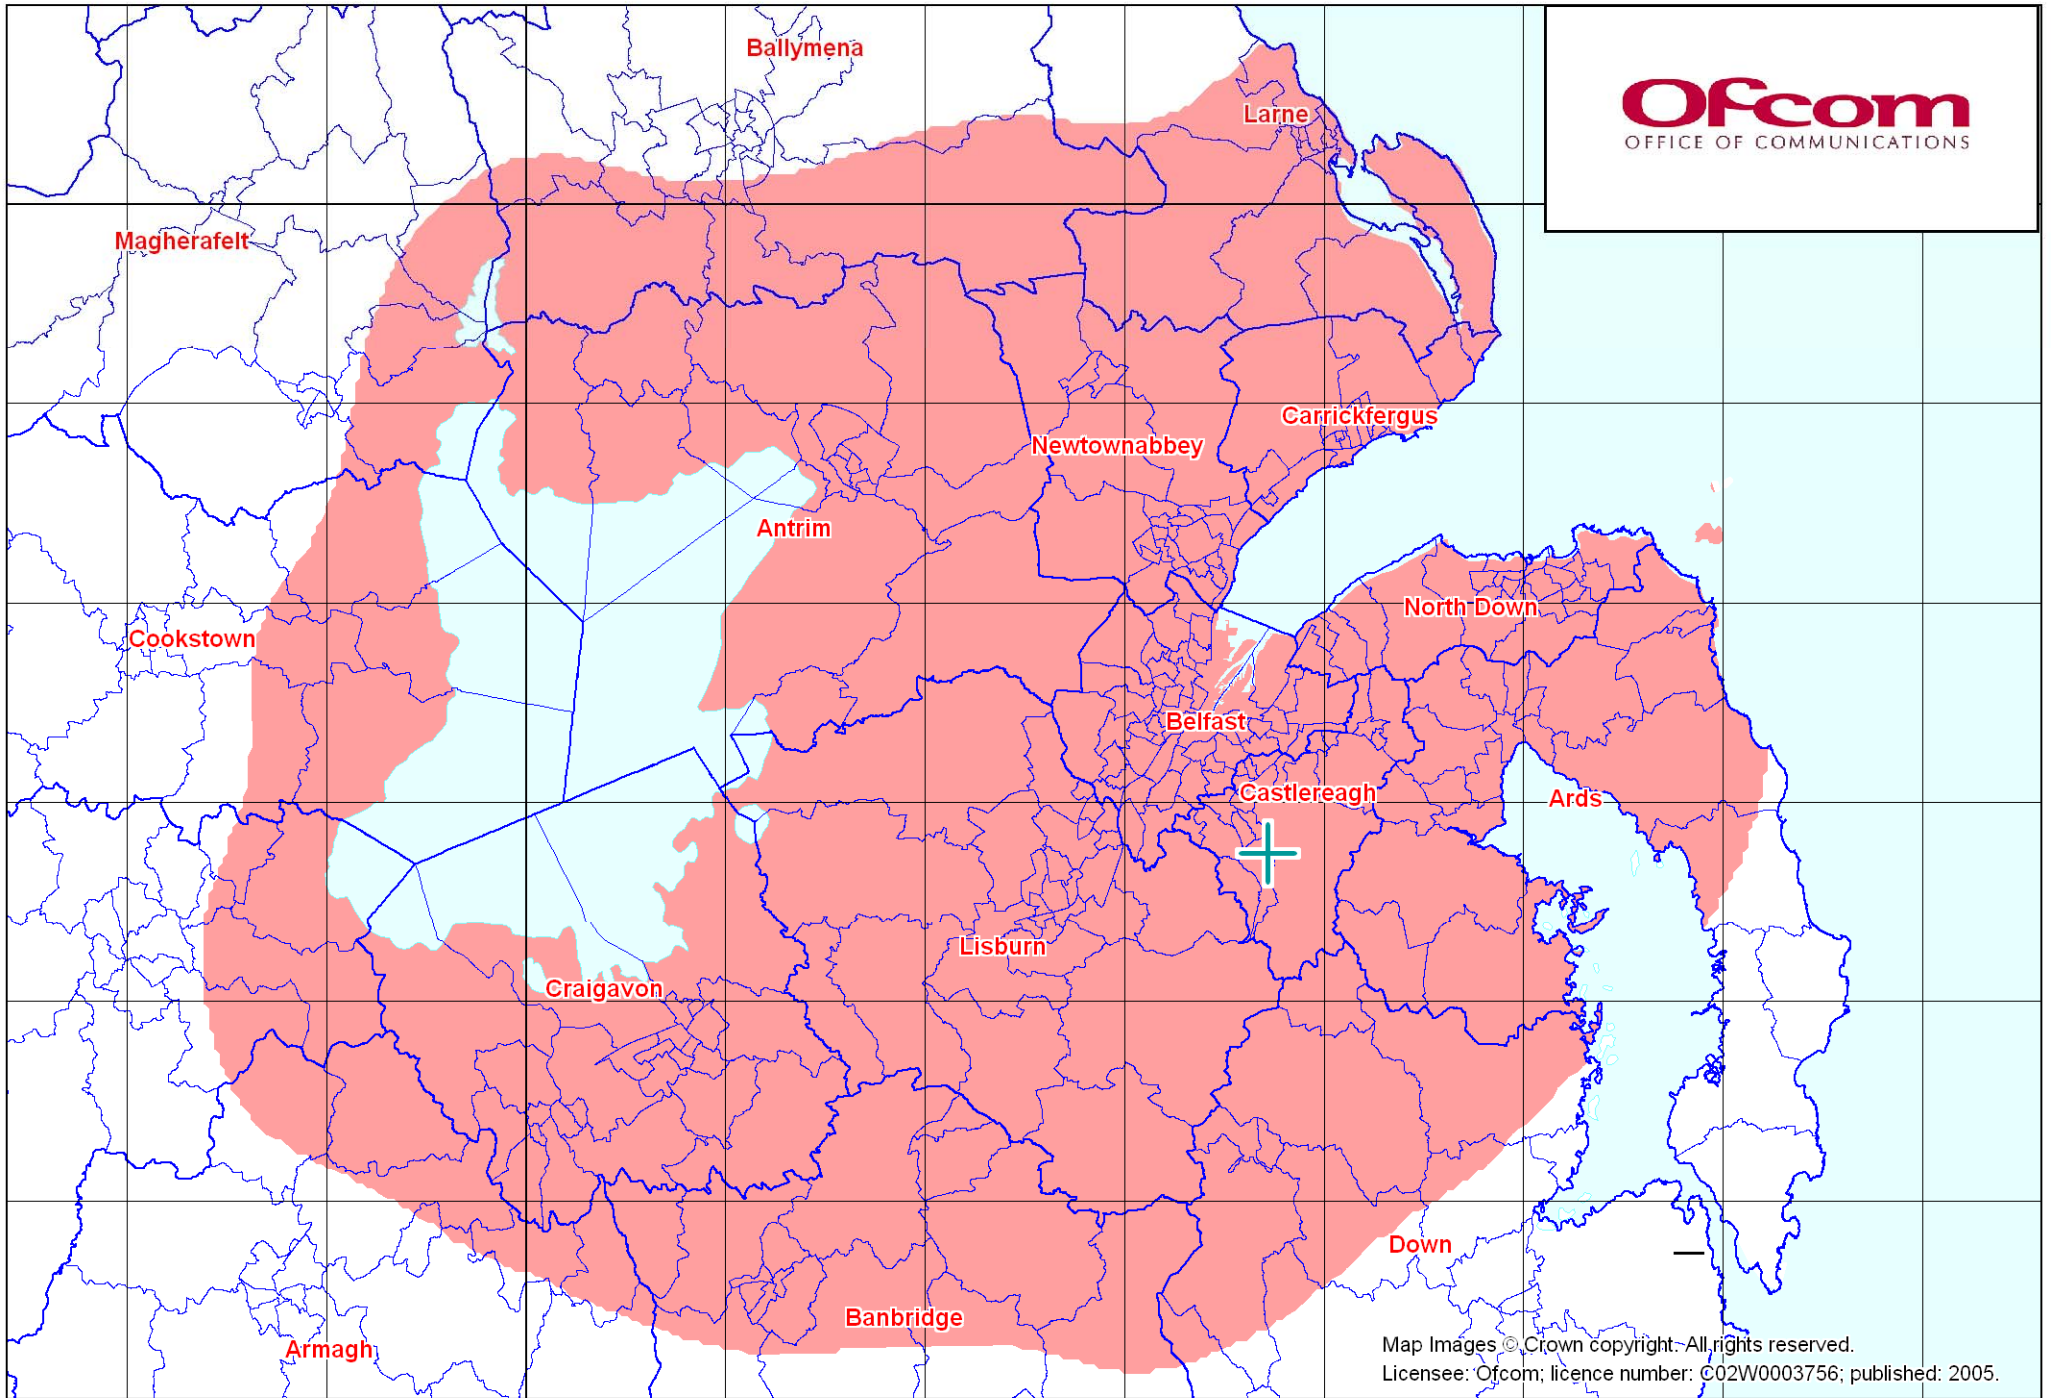 Ballymena
Ofcom
OFFICE OF COMMUNICATIONS
Larne
Magherafelt
Carrickfergus
Newtownabbey
Antrim
North Down
Cookstown
Belfast
Castlereagh
Ards
Lisburn
Craigavon
Down
Banbridge
Armagh
Map Images © Crown copyright. All rights reserved.
Licensee: Ofcom; licence number: C02W0003756; published: 2005.